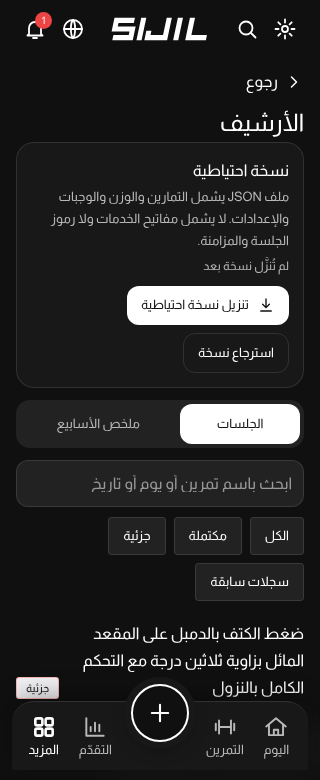 1
SIJIL
رجوع
الأرشيف
نسخة احتياطية
ملف JSON يشمل التمارين والوزن والوجبات
والإعدادات. لا يشمل مفاتيح الخدمات ولا رموز
الجلسة والمزامنة.
لم تُنزَّل نسخة بعد
تنزيل نسخة احتياطية
استرجاع نسخة
الجلسات
ملخص الأسابيع
ابحث باسم تمرين أو يوم أو تاريخ
الكل
مكتملة
جزئية
سجلات سابقة
ضغط الكتف بالدمبل على المقعد
المائل بزاوية ثلاثين درجة مع التحكم
الكامل بالنزول
جزئية
اليوم
التمرين
التقدّم
المزيد